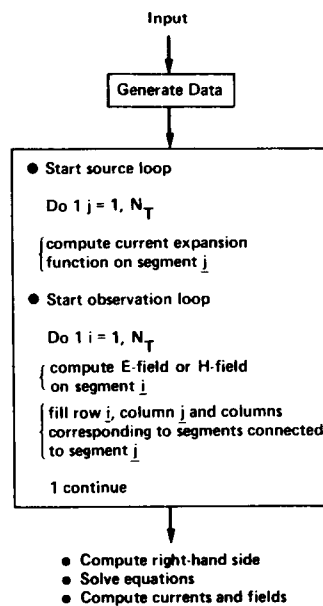 Input
Generate Data
● Start source loop
Do 1 j = 1, N_T
compute current expansion
function on segment j
● Start observation loop
Do 1 i = 1, N_T
compute E-field or H-field
on segment i
fill row i, column j and columns
corresponding to segments connected
to segment j
1 continue
● Compute right-hand side
● Solve equations
● Compute currents and fields